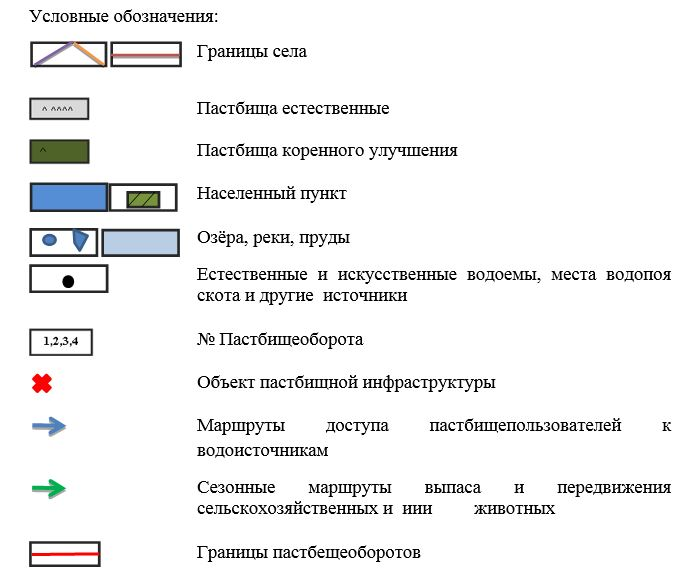 Условные обозначения:
Границы села
^ ^^^^
Пастбища естественные
^
Пастбища коренного улучшения
Населенный пункт
Озёра, реки, пруды
Естественные и искусственные водоемы, места водопоя
скота и другие источники
1,2,3,4
№ Пастбищеоборота
Объект пастбищной инфраструктуры
Маршруты доступа пастбищепользователей к
водоисточникам
Сезонные маршруты выпаса и передвижения
сельскохозяйственных и иии животных
Границы пастбещеоборотов